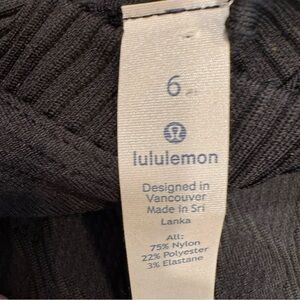 6
lululemon
Designed in
Vancouver
Made in Sri
Lanka
All:
75% Nylon
22% Polyester
3% Elastane